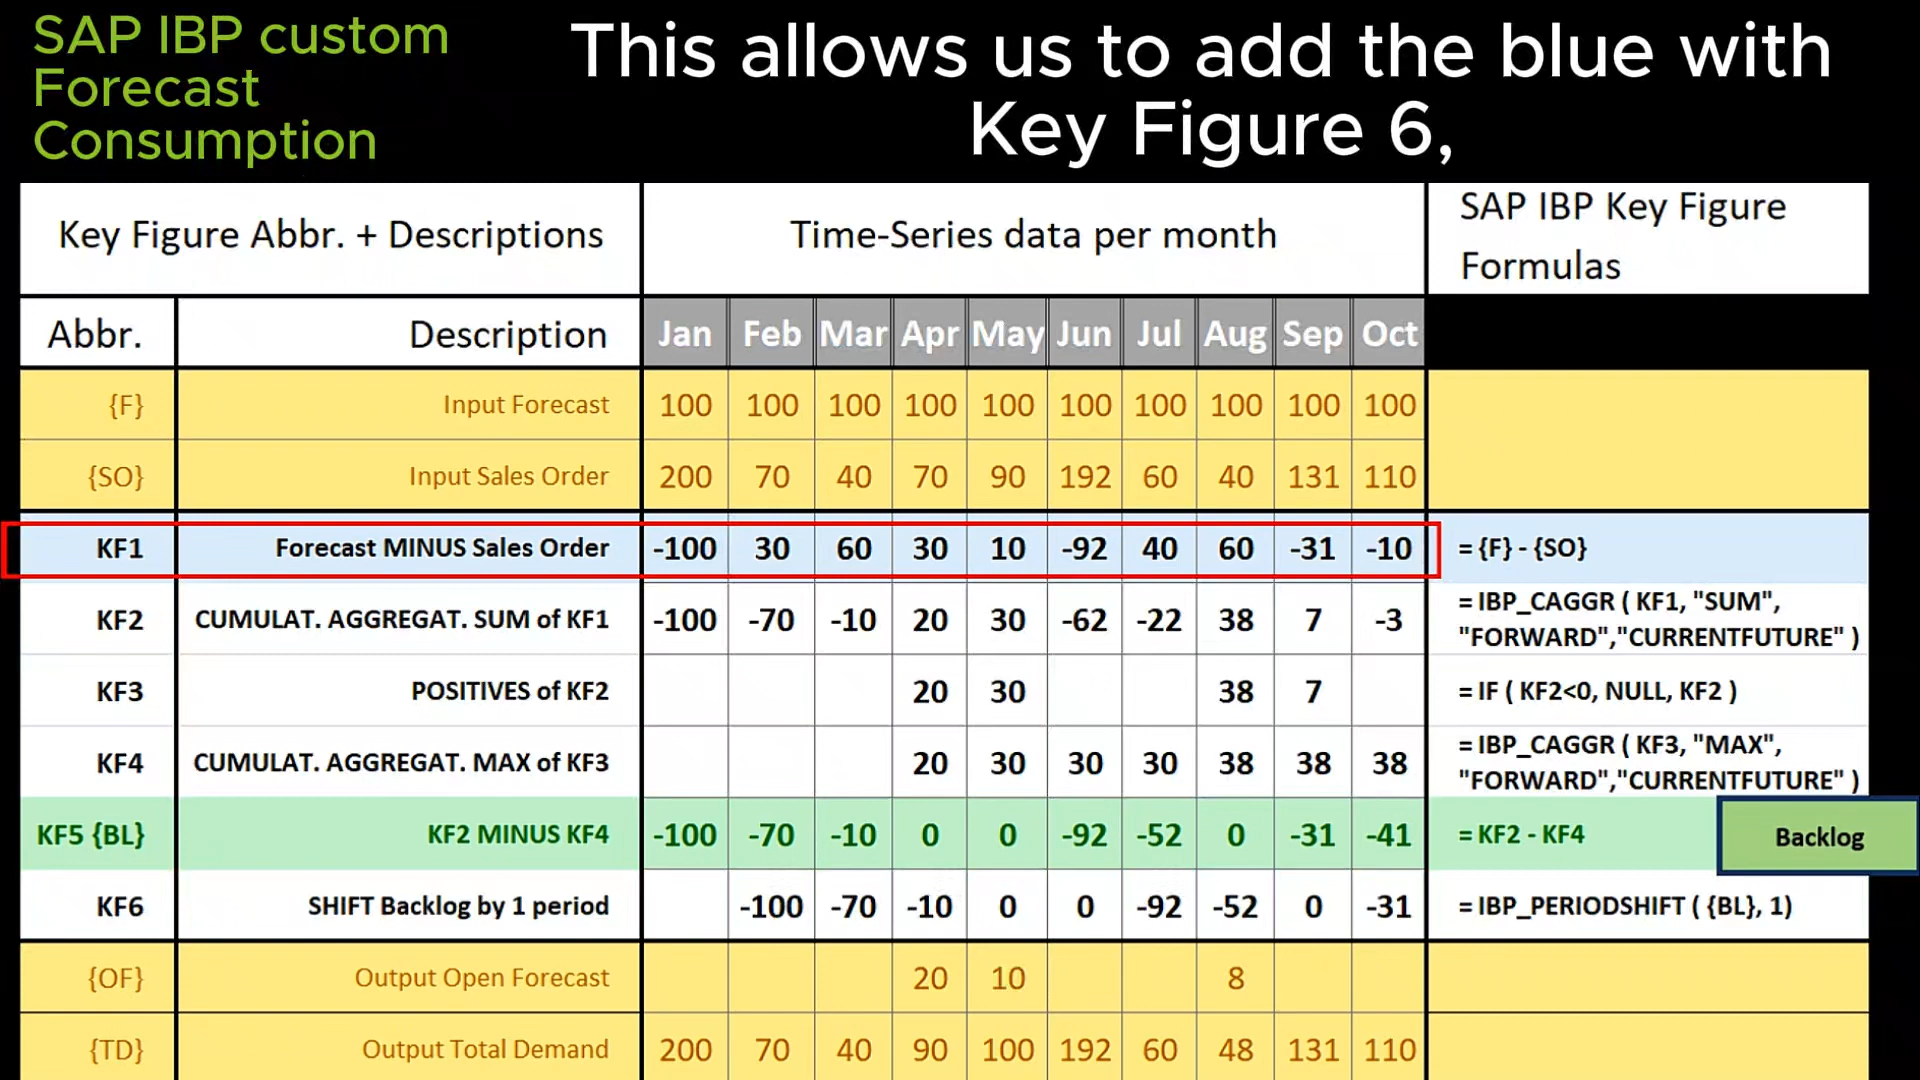 SAP IBP custom
Forecast
Consumption
This allows us to add the blue with
Key Figure 6,
Key Figure Abbr. + Descriptions
Time-Series data per month
SAP IBP Key Figure
Formulas
Abbr. Description Jan Feb Mar Apr May Jun Jul Aug Sep Oct
{F} Input Forecast 100 100 100 100 100 100 100 100 100 100
{SO} Input Sales Order 200 70 40 70 90 192 60 40 131 110
KF1 Forecast MINUS Sales Order -100 30 60 30 10 -92 40 60 -31 -10 = {F} - {SO}
KF2 CUMULAT. AGGREGAT. SUM of KF1 -100 -70 -10 20 30 -62 -22 38 7 -3 = IBP_CAGGR ( KF1, "SUM",
"FORWARD","CURRENTFUTURE" )
KF3 POSITIVES of KF2 20 30 38 7 = IF ( KF2<0, NULL, KF2 )
KF4 CUMULAT. AGGREGAT. MAX of KF3 20 30 30 30 38 38 38 = IBP_CAGGR ( KF3, "MAX",
"FORWARD","CURRENTFUTURE" )
KF5 {BL} KF2 MINUS KF4 -100 -70 -10 0 0 -92 -52 0 -31 -41 = KF2 - KF4 Backlog
KF6 SHIFT Backlog by 1 period -100 -70 -10 0 0 -92 -52 0 -31 = IBP_PERIODSHIFT ( {BL}, 1)
{OF} Output Open Forecast 20 10 8
{TD} Output Total Demand 200 70 40 90 100 192 60 48 131 110